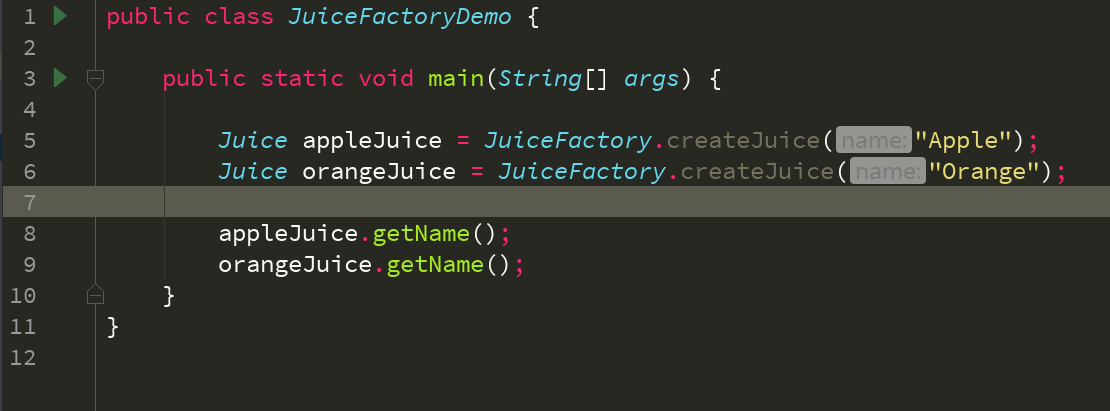 1 public class JuiceFactoryDemo {
2
3 public static void main(String[] args) {
4
5 Juice appleJuice = JuiceFactory.createJuice( name: "Apple");
6 Juice orangeJuice = JuiceFactory.createJuice( name: "Orange");
7
8 appleJuice.getName();
9 orangeJuice.getName();
10 }
11 }
12